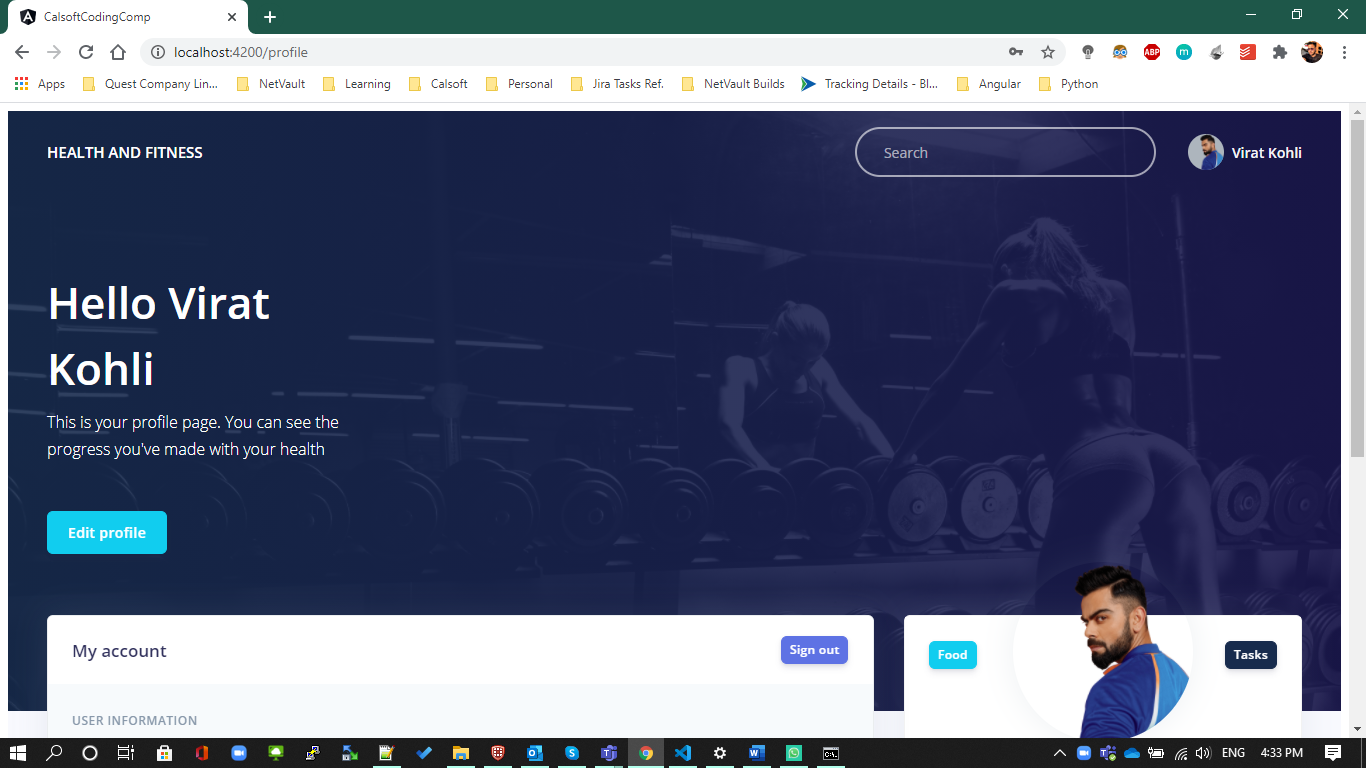 CalsoftCodingComp
localhost:4200/profile
ABP
m
Apps
Quest Company Lin...
NetVault
Learning
Calsoft
Personal
Jira Tasks Ref.
NetVault Builds
Tracking Details - Bl...
Angular
Python
HEALTH AND FITNESS
Search
Virat Kohli
Hello Virat
Kohli
This is your profile page. You can see the
progress you've made with your health
Edit profile
My account
Sign out
Food
Tasks
USER INFORMATION
ENG
4:33 PM